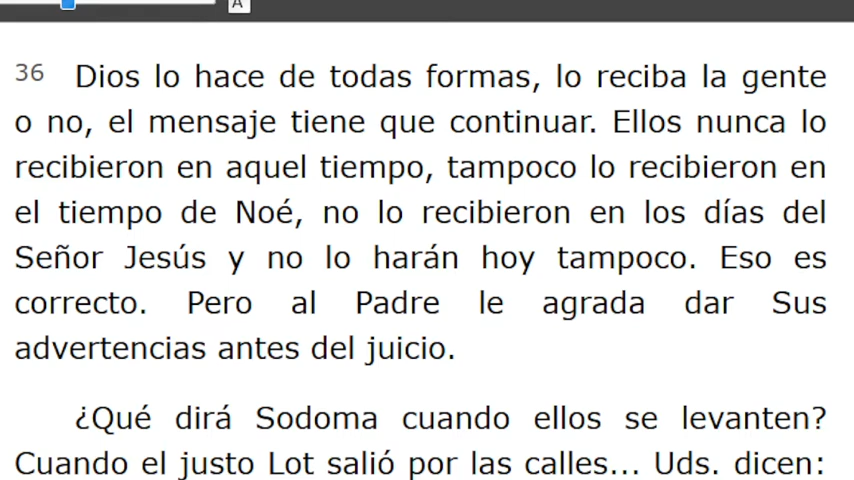 A
36 Dios lo hace de todas formas, lo reciba la gente
o no, el mensaje tiene que continuar. Ellos nunca lo
recibieron en aquel tiempo, tampoco lo recibieron en
el tiempo de Noé, no lo recibieron en los días del
Señor Jesús y no lo harán hoy tampoco. Eso es
correcto. Pero al Padre le agrada dar Sus
advertencias antes del juicio.
¿Qué dirá Sodoma cuando ellos se levanten?
Cuando el justo Lot salió por las calles... Uds. dicen: